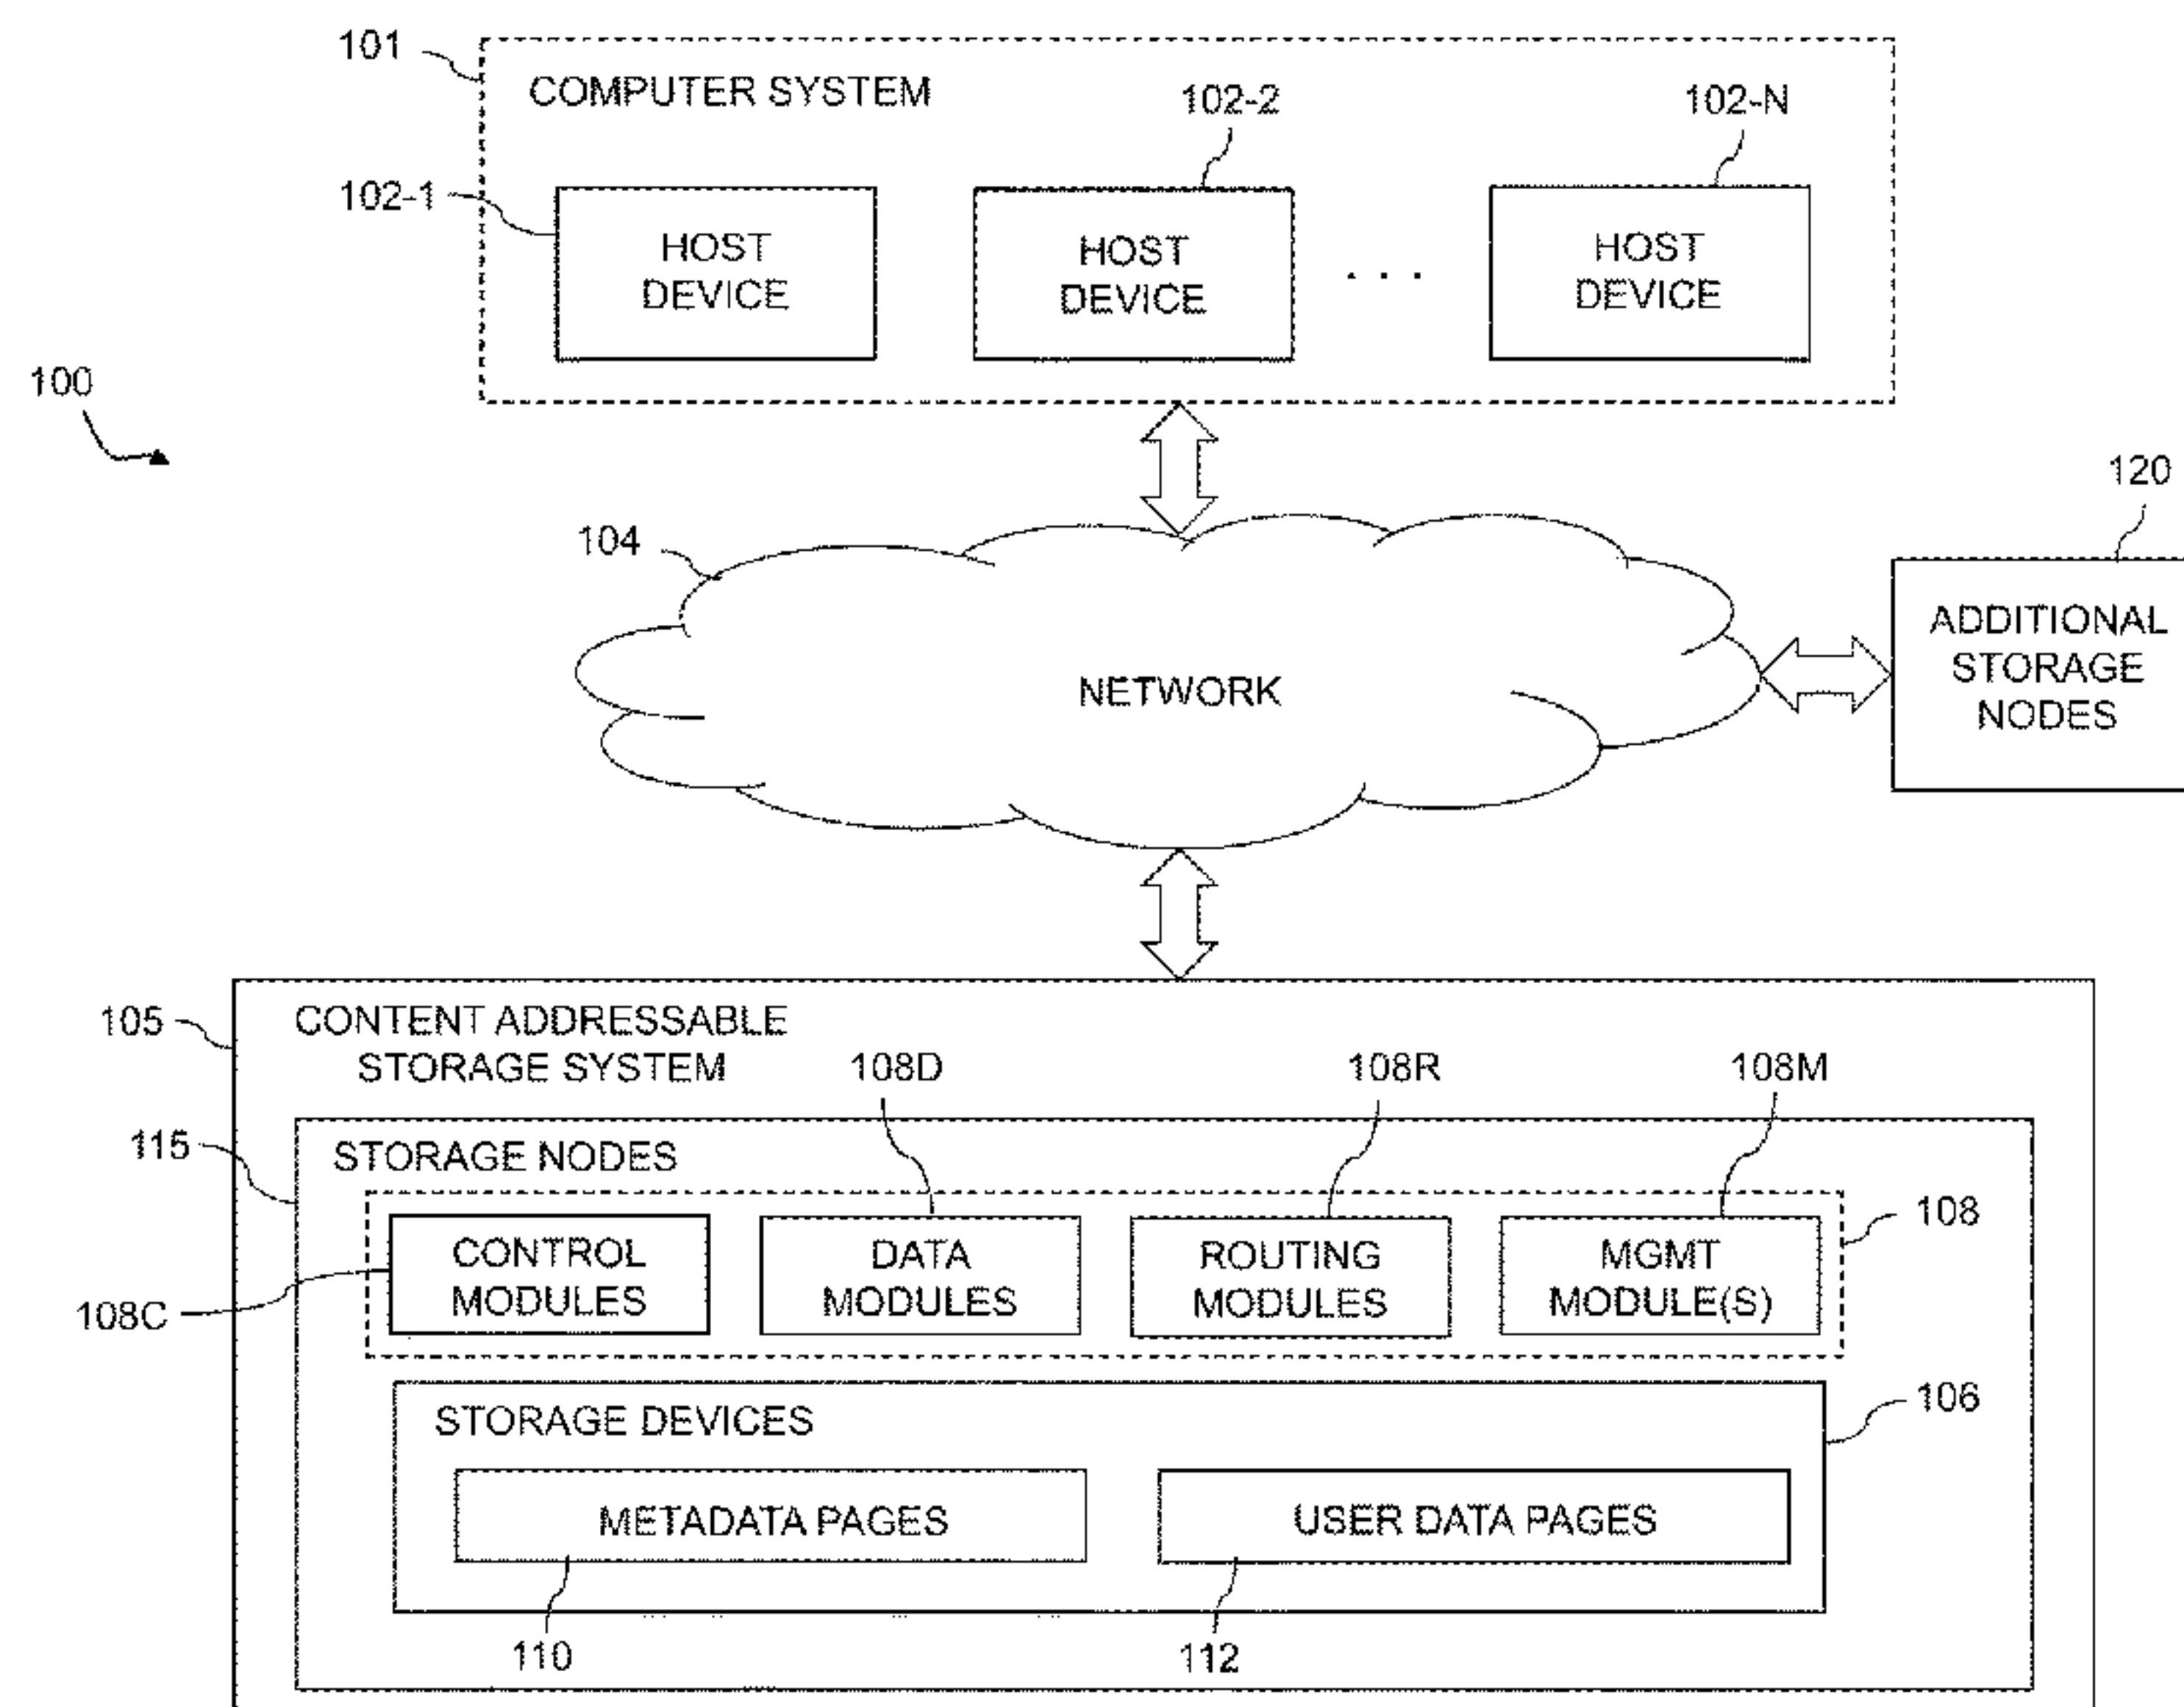 101
COMPUTER SYSTEM
102-2
102-N
102-1
HOST
DEVICE
HOST
DEVICE
. . .
HOST
DEVICE
100
120
104
NETWORK
ADDITIONAL
STORAGE
NODES
105
CONTENT ADDRESSABLE
STORAGE SYSTEM
108D
108R
108M
115
STORAGE NODES
108
CONTROL
MODULES
DATA
MODULES
ROUTING
MODULES
MGMT
MODULE(S)
108C
106
STORAGE DEVICES
METADATA PAGES
USER DATA PAGES
110
112